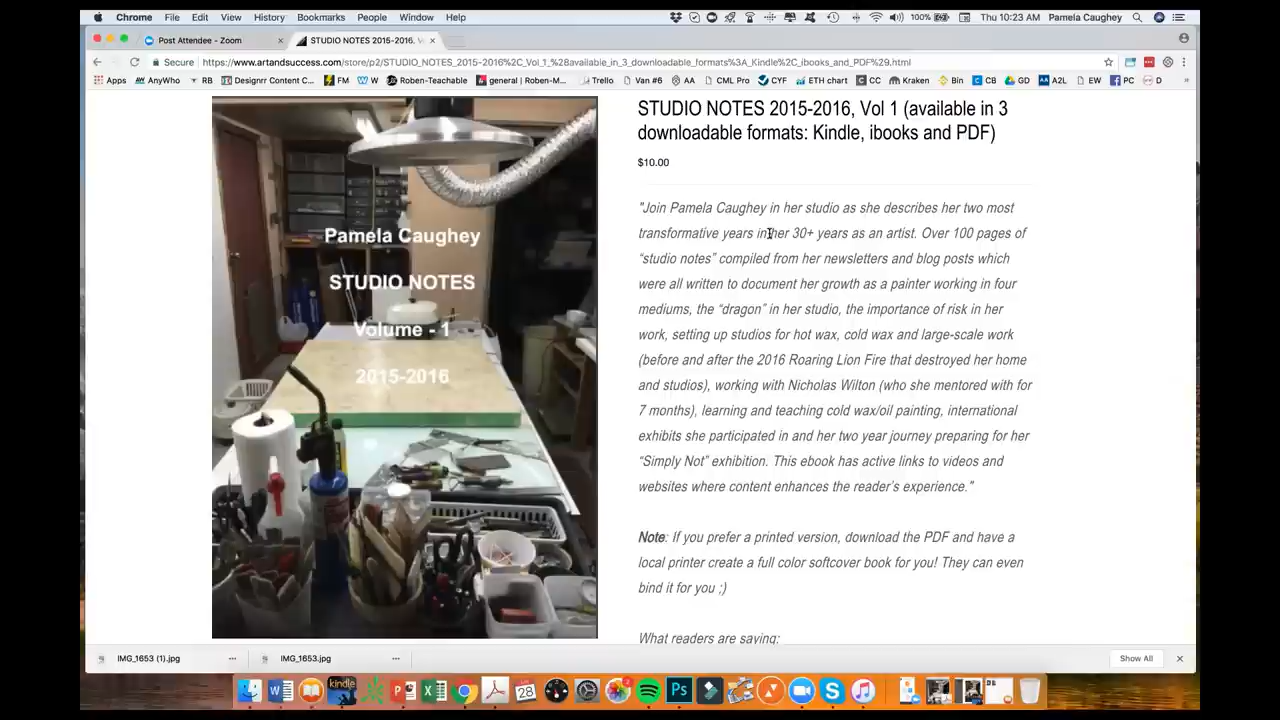 Chrome File Edit View History Bookmarks People Window Help 100% Thu 10:23 AM Pamela Caughey
Post Attendee - Zoom
STUDIO NOTES 2015-2016, V
Secure https://www.artandsuccess.com/store/p2/STUDIO_NOTES_2015-2016%2C_Vol_1_%28available_in_3_downloadable_formats%3A_Kindle%2C_ibooks_and_PDF%29.html
Apps AnyWho RB Designrr Content C... FM W Roben-Teachable general | Roben-M... Trello Van #6 AA CML Pro CYF ETH chart CC Kraken Bin CB GD A2L EW PC D
STUDIO NOTES 2015-2016, Vol 1 (available in 3
downloadable formats: Kindle, ibooks and PDF)
$10.00
Pamela Caughey
STUDIO NOTES
Volume - 1
2015-2016
"Join Pamela Caughey in her studio as she describes her two most
transformative years in her 30+ years as an artist. Over 100 pages of
“studio notes” compiled from her newsletters and blog posts which
were all written to document her growth as a painter working in four
mediums, the “dragon” in her studio, the importance of risk in her
work, setting up studios for hot wax, cold wax and large-scale work
(before and after the 2016 Roaring Lion Fire that destroyed her home
and studios), working with Nicholas Wilton (who she mentored with for
7 months), learning and teaching cold wax/oil painting, international
exhibits she participated in and her two year journey preparing for her
“Simply Not” exhibition. This ebook has active links to videos and
websites where content enhances the reader’s experience."
Note: If you prefer a printed version, download the PDF and have a
local printer create a full color softcover book for you! They can even
bind it for you ;)
What readers are saying:
IMG_1653 (1).jpg
IMG_1653.jpg
Show All
kindle
28
Ps